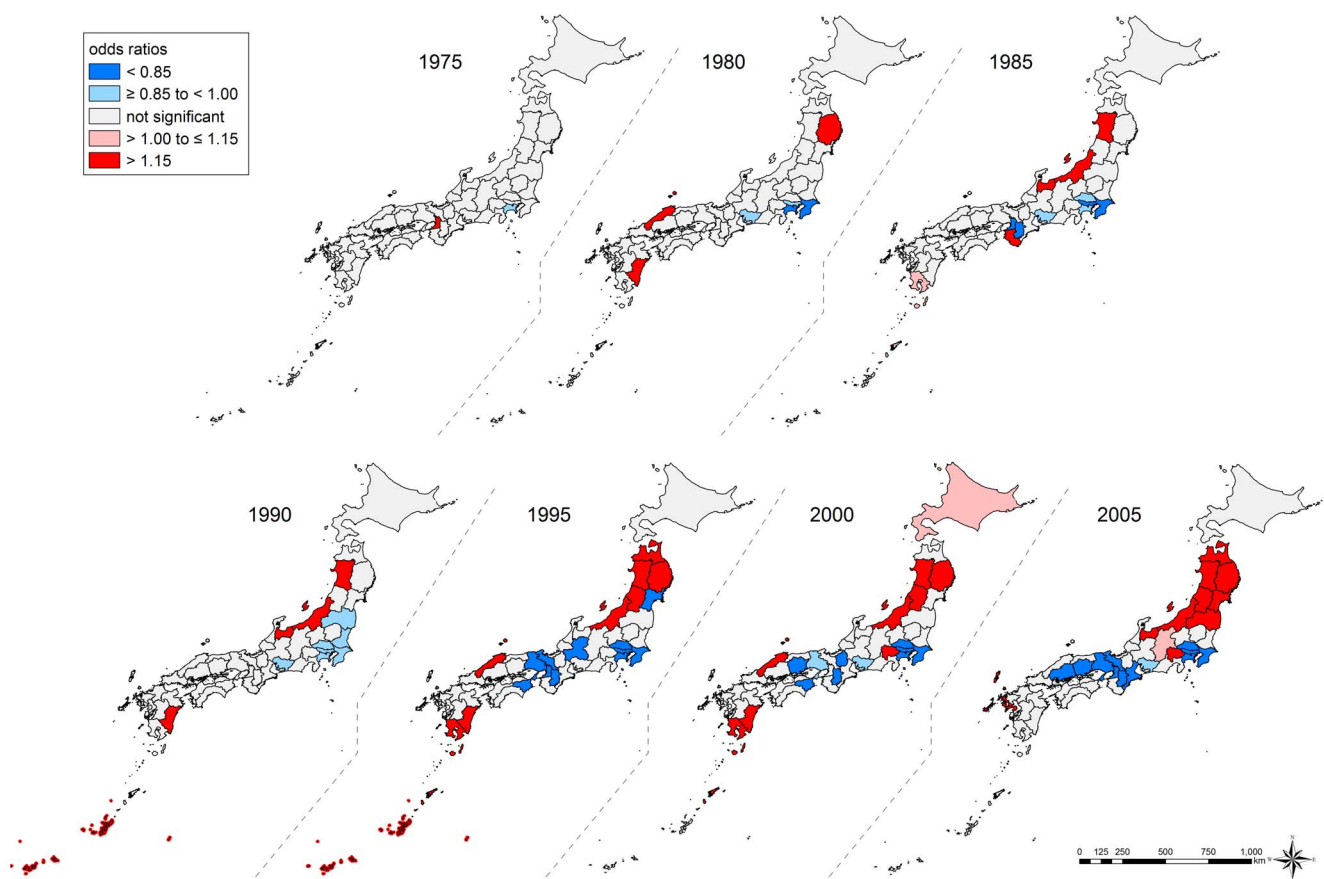 odds ratios
< 0.85
≥ 0.85 to < 1.00
not significant
> 1.00 to ≤ 1.15
> 1.15
1975
1980
1985
1990
1995
2000
2005
0 125 250 500 750 1,000
km
N
W E
S